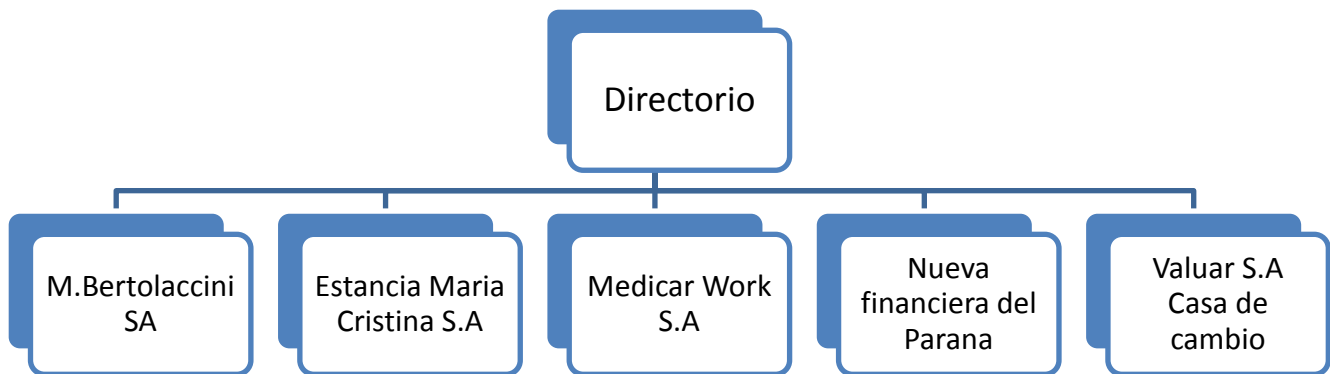 Directorio
M.Bertolaccini
SA
Estancia Maria
Cristina S.A
Medicar Work
S.A
Nueva
financiera del
Parana
Valuar S.A
Casa de
cambio